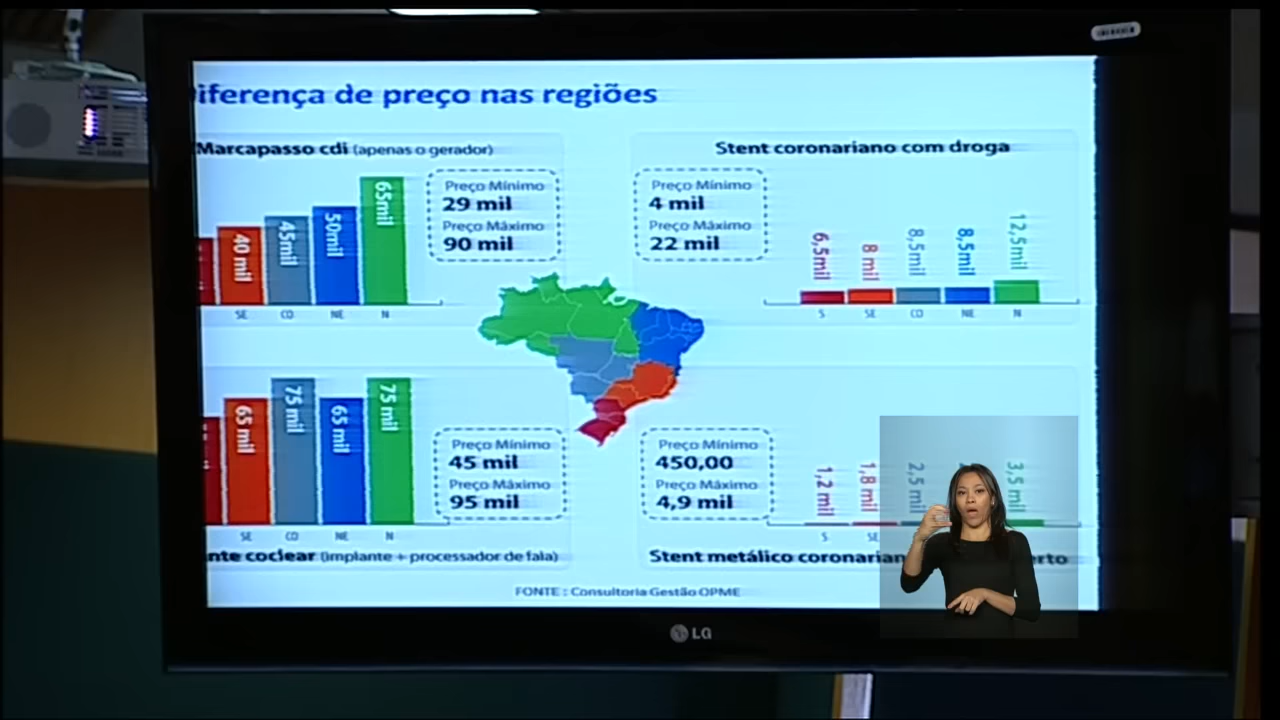 iferença de preço nas regiões
Marcapasso cdi (apenas o gerador)
40 mil
45mil
50mil
65mil
SE
CO
NE
N
Preço Mínimo
29 mil
Preço Máximo
90 mil
Stent coronariano com droga
Preço Mínimo
4 mil
Preço Máximo
22 mil
6,5mil
8 mil
8,5mil
8,5mil
12,5mil
S
SE
CO
NE
N
65 mil
75 mil
65 mil
75 mil
SE
CO
NE
N
Preço Mínimo
45 mil
Preço Máximo
95 mil
nte coclear (implante + processador de fala)
Preço Mínimo
450,00
Preço Máximo
4,9 mil
1,2 mil
1,8 mil
2,5 mil
3,5 mil
S
SE
Stent metálico coronarian
erto
FONTE : Consultoria Gestão OPME
LG